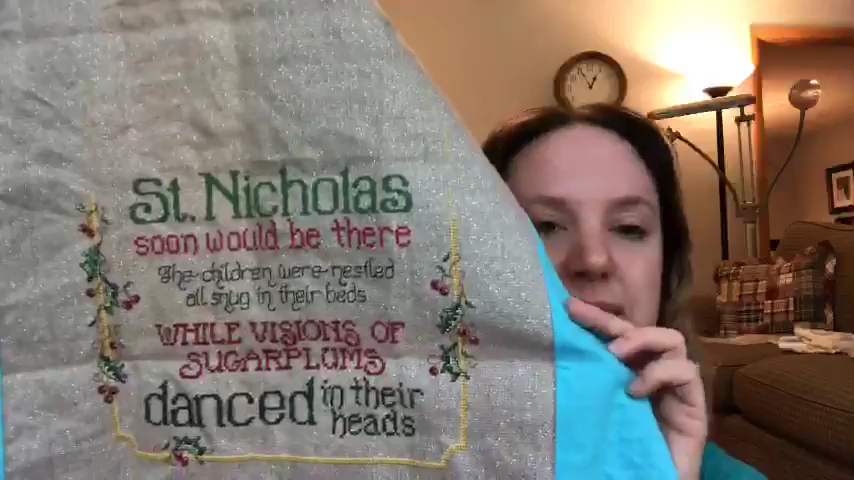 St. Nicholas
soon would be there
The children were nestled
all snug in their beds
WHILE VISIONS OF
SUGARPLUMS
danced in their
heads